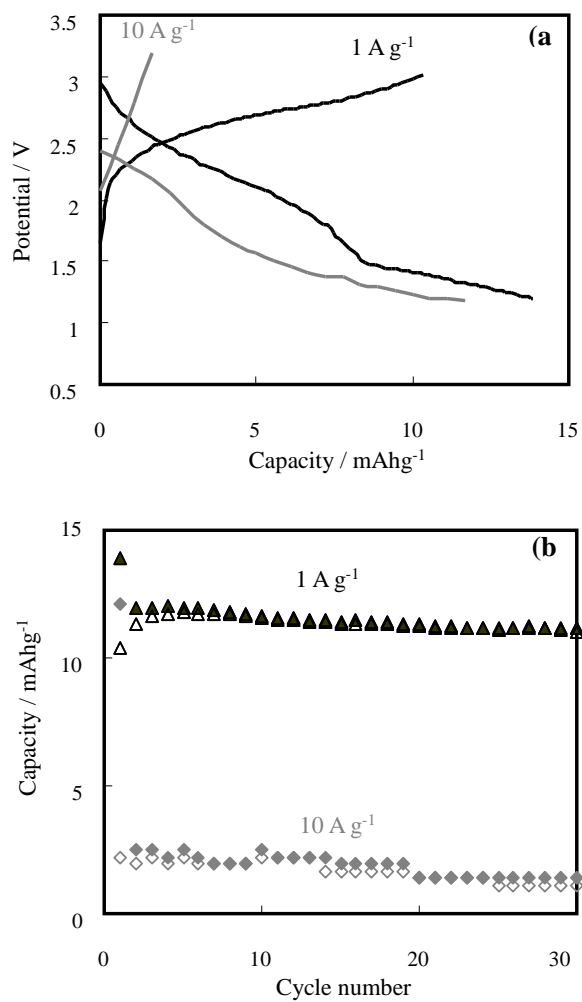 (a
10 A g-1
1 A g-1
3.5
3
2.5
2
1.5
1
0.5
Potential / V
0 5 10 15
Capacity / mAhg-1
(b
1 A g-1
10 A g-1
15
10
5
0
Capacity / mAhg-1
0 10 20 30
Cycle number